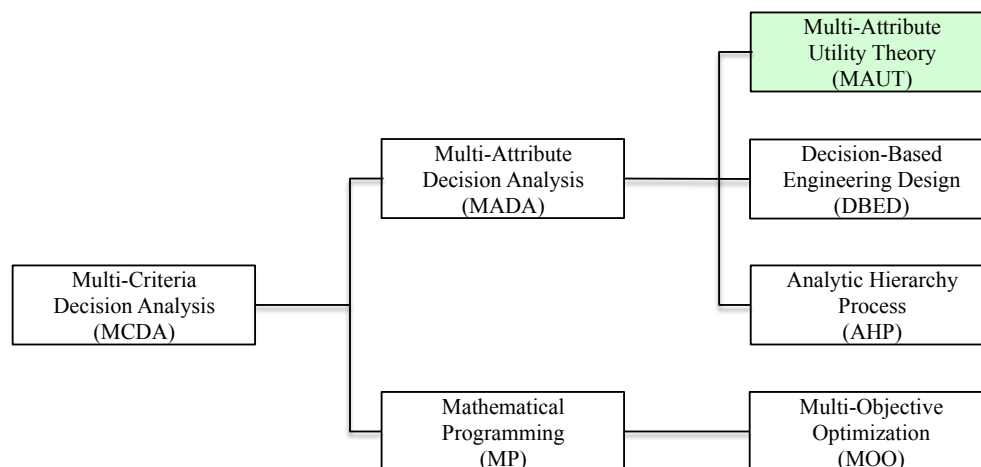 Multi-Attribute
Utility Theory
(MAUT)
Multi-Attribute
Decision Analysis
(MADA)
Decision-Based
Engineering Design
(DBED)
Multi-Criteria
Decision Analysis
(MCDA)
Analytic Hierarchy
Process
(AHP)
Mathematical
Programming
(MP)
Multi-Objective
Optimization
(MOO)